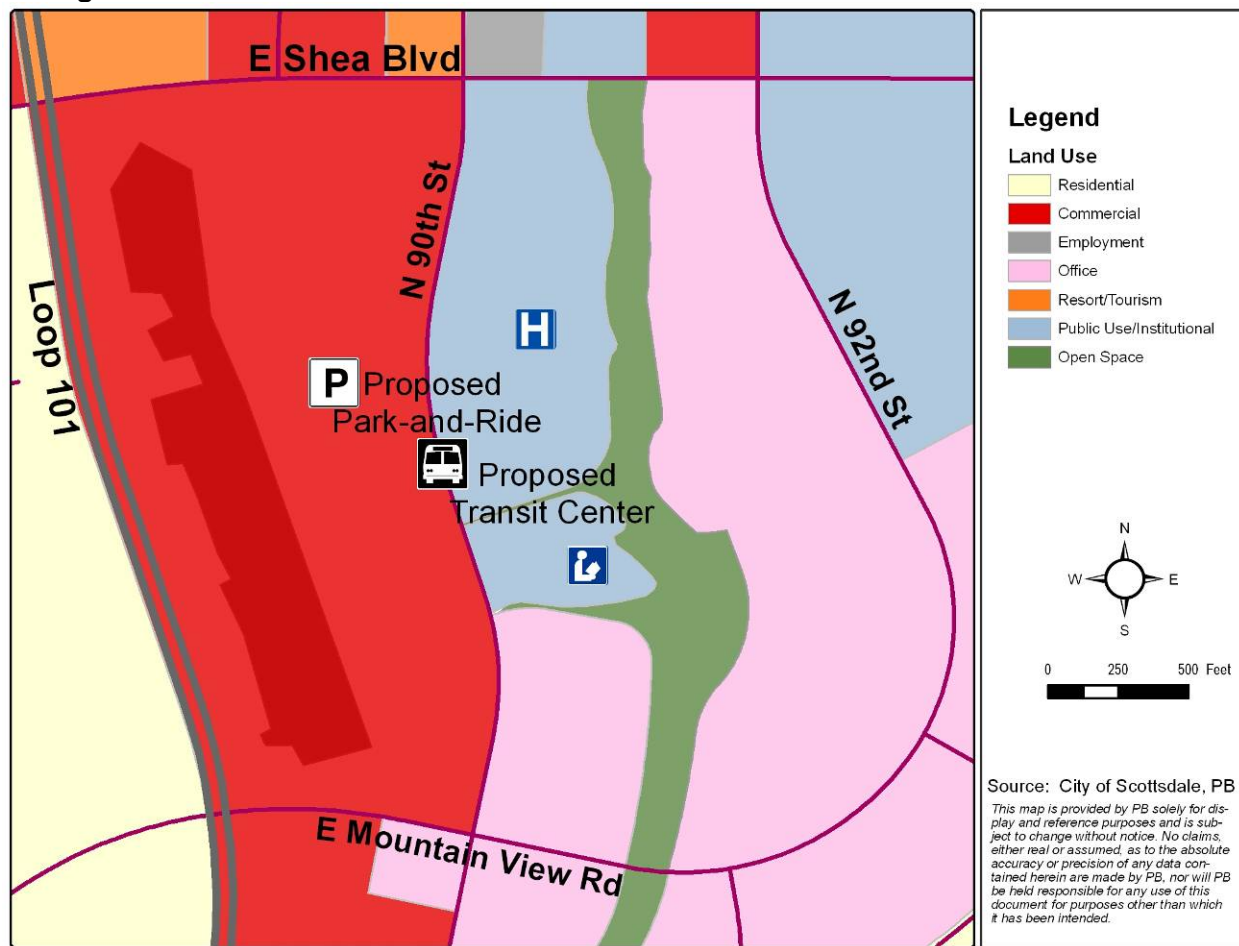 E Shea Blvd
N 90th St
N 92nd St
Loop 101
H
P Proposed
Park-and-Ride
Proposed
Transit Center
E Mountain View Rd
Legend
Land Use
Residential
Commercial
Employment
Office
Resort/Tourism
Public Use/Institutional
Open Space
N
W E
S
0 250 500 Feet
Source: City of Scottsdale, PB
This map is provided by PB solely for dis-
play and reference purposes and is sub-
ject to change without notice. No claims,
either real or assumed, as to the absolute
accuracy or precision of any data con-
tained herein are made by PB, nor will PB
be held responsible for any use of this
document for purposes other than which
it has been intended.